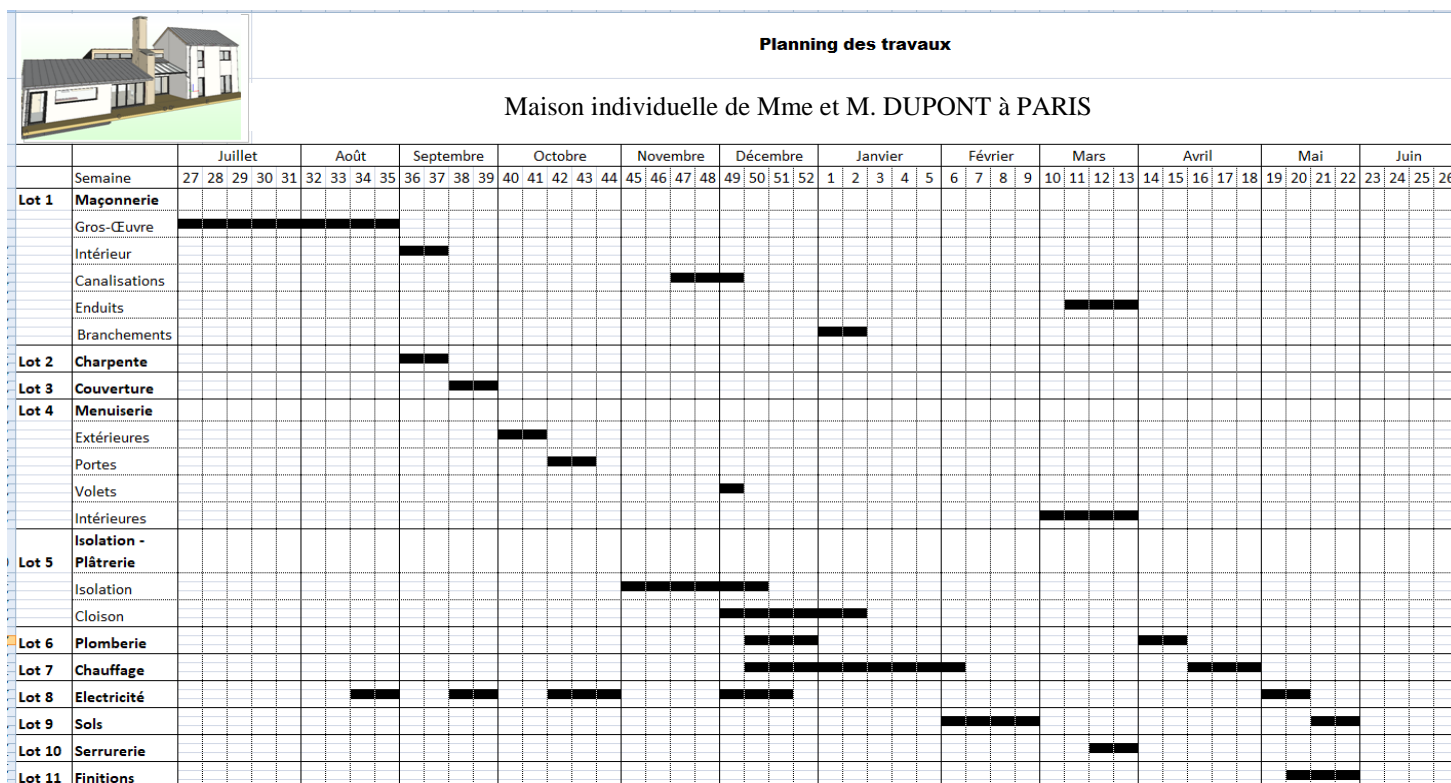 Planning des travaux
Maison individuelle de Mme et M. DUPONT à PARIS
Juillet Août Septembre Octobre Novembre Décembre Janvier Février Mars Avril Mai Juin
Semaine 27 28 29 30 31 32 33 34 35 36 37 38 39 40 41 42 43 44 45 46 47 48 49 50 51 52 1 2 3 4 5 6 7 8 9 10 11 12 13 14 15 16 17 18 19 20 21 22 23 24 25 26
Lot 1 Maçonnerie
Gros-Œuvre
Intérieur
Canalisations
Enduits
Branchements
Lot 2 Charpente
Lot 3 Couverture
Lot 4 Menuiserie
Extérieures
Portes
Volets
Intérieures
Isolation -
Lot 5 Plâtrerie
Isolation
Cloison
Lot 6 Plomberie
Lot 7 Chauffage
Lot 8 Electricité
Lot 9 Sols
Lot 10 Serrurerie
Lot 11 Finitions